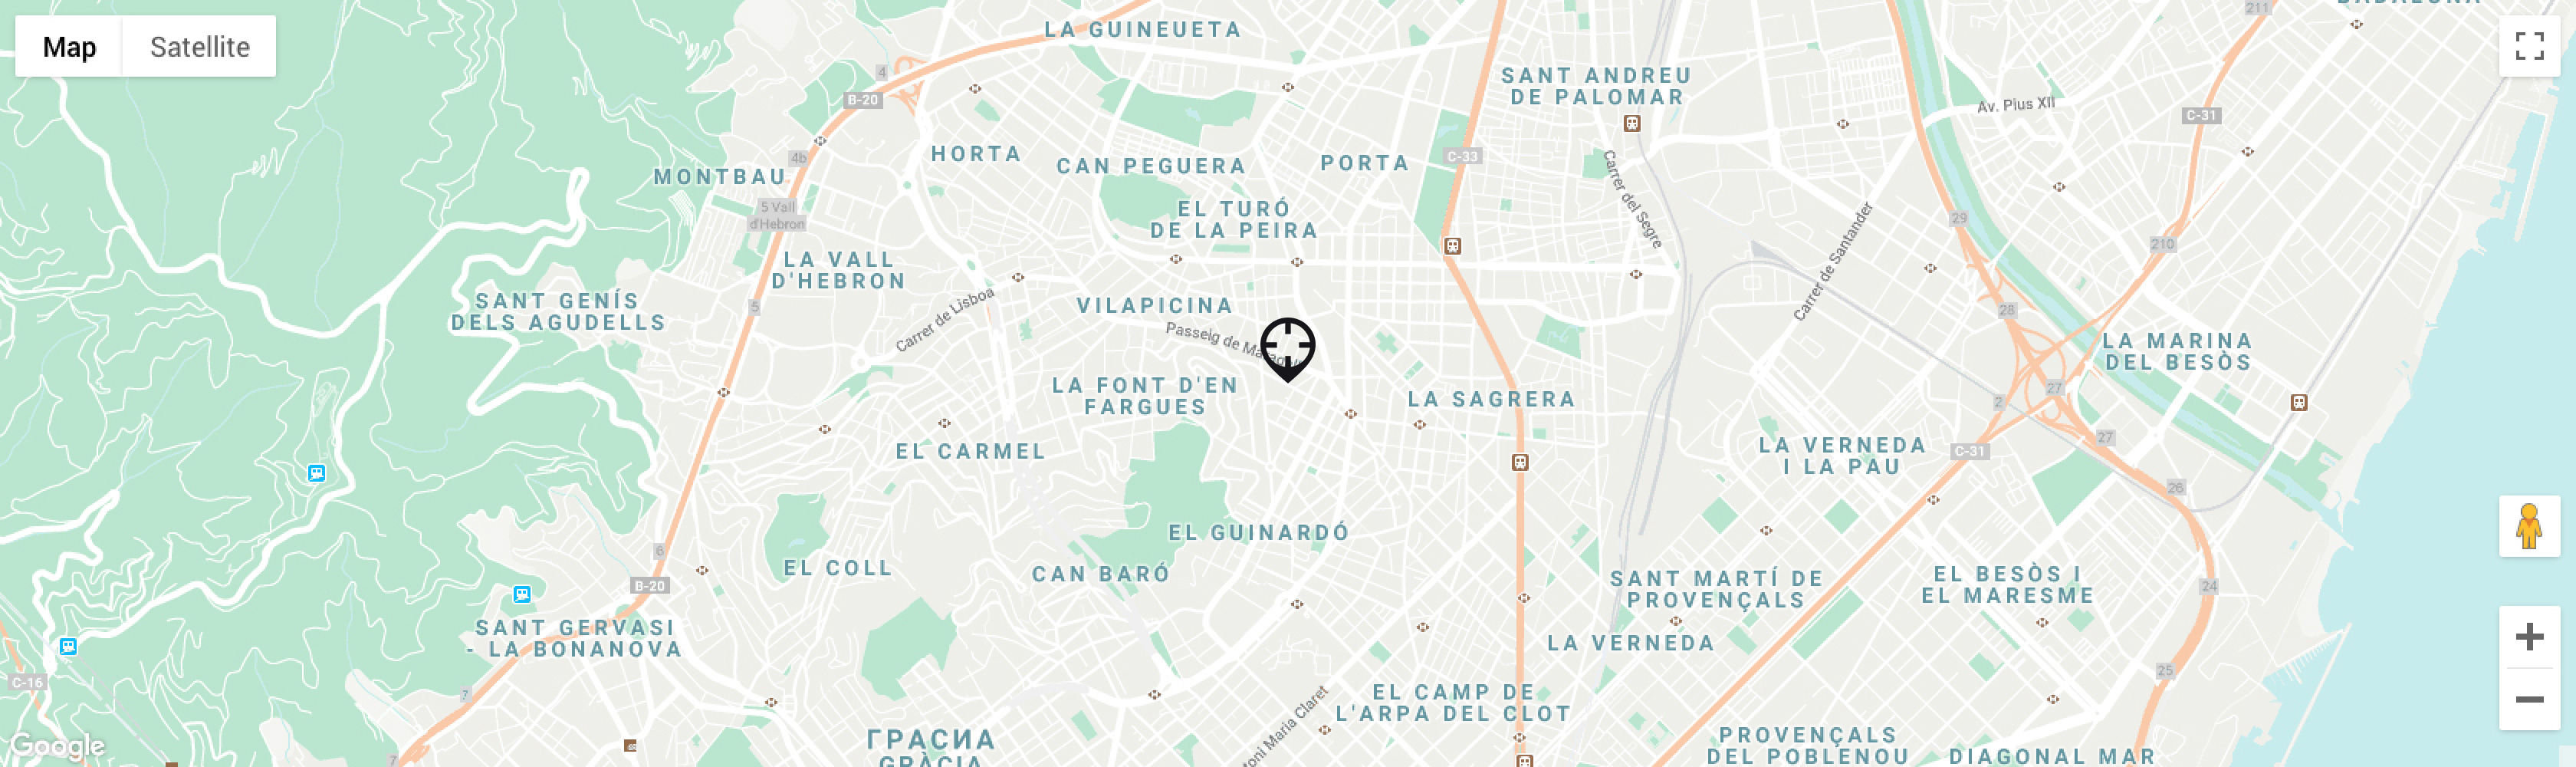 Map
Satellite
LA GUINEUETA
211
4
B-20
SANT ANDREU
DE PALOMAR
Av. Pius XII
C-31
HORTA
CAN PEGUERA
PORTA
C-33
4b
MONTBAU
5 Vall
d'Hebron
EL TURÓ
DE LA PEIRA
Carrer del Segre
Carrer de Santander
29
210
LA VALL
D'HEBRON
SANT GENÍS
DELS AGUDELLS
5
Carrer de Lisboa
VILAPICINA
Passeig de
28
LA MARINA
DEL BESÒS
LA FONT D'EN
FARGUES
LA SAGRERA
27
2
27
EL CARMEL
LA VERNEDA
I LA PAU
C-31
26
EL GUINARDÓ
6
B-20
EL COLL
CAN BARÓ
SANT MARTÍ DE
PROVENÇALS
EL BESÒS I
EL MARESME
24
SANT GERVASI
- LA BONANOVA
LA VERNEDA
25
C-16
7
EL CAMP DE
L'ARPA DEL CLOT
Maria Claret
ГРАСИА
GRÀCIA
PROVENÇALS
DEL POBLENOU
DIAGONAL MAR
7
Google